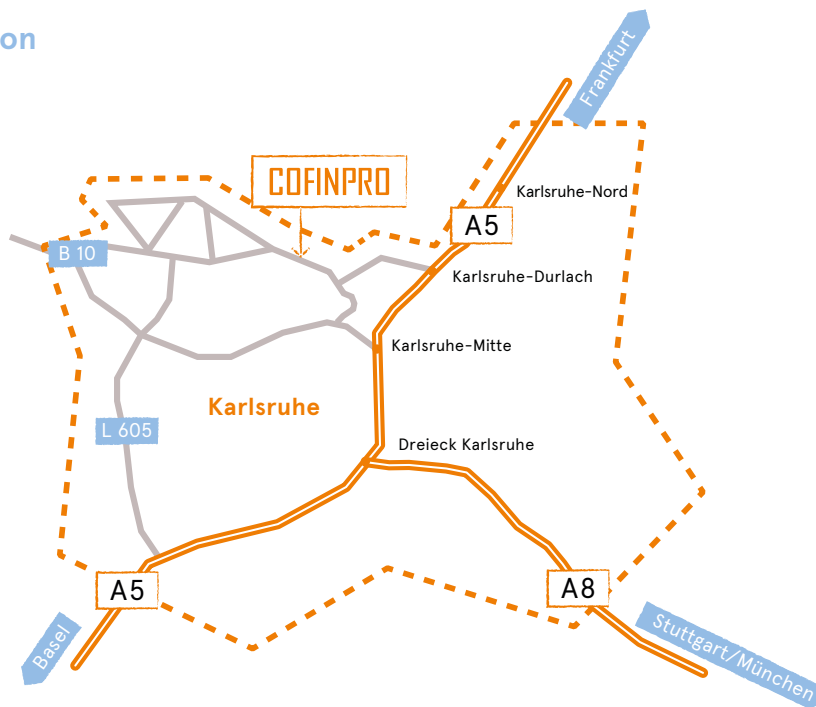 on
Frankfurt
COFINPRO
Karlsruhe-Nord
A5
B 10
Karlsruhe-Durlach
Karlsruhe-Mitte
Karlsruhe
L 605
Dreieck Karlsruhe
A5
A8
Basel
Stuttgart/München